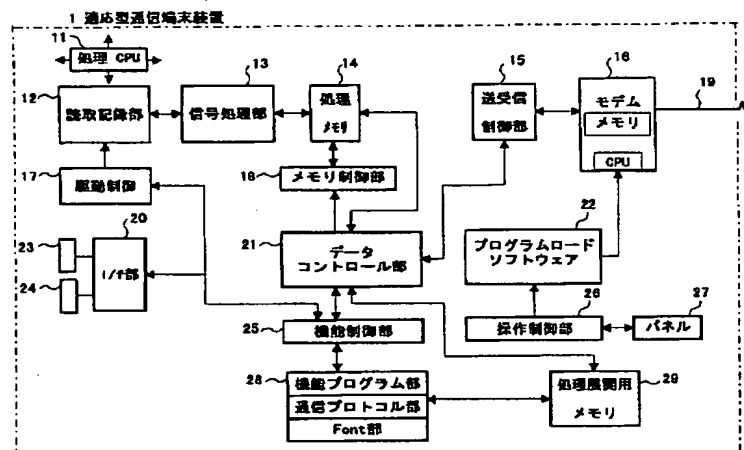 1 適応型通信端末装置
11
処理 CPU
12
読取記録部
13
信号処理部
14
処理
メモリ
15
送受信
制御部
16
モデム
メモリ
CPU
19
17
駆動制御
18
メモリ制御部
20
I/f部
23
24
21
データ
コントロール部
22
プログラムロード
ソフトウェア
25
機能制御部
26
操作制御部
27
パネル
28
機能プログラム部
通信プロトコル部
Font部
処理展開用
メモリ
29